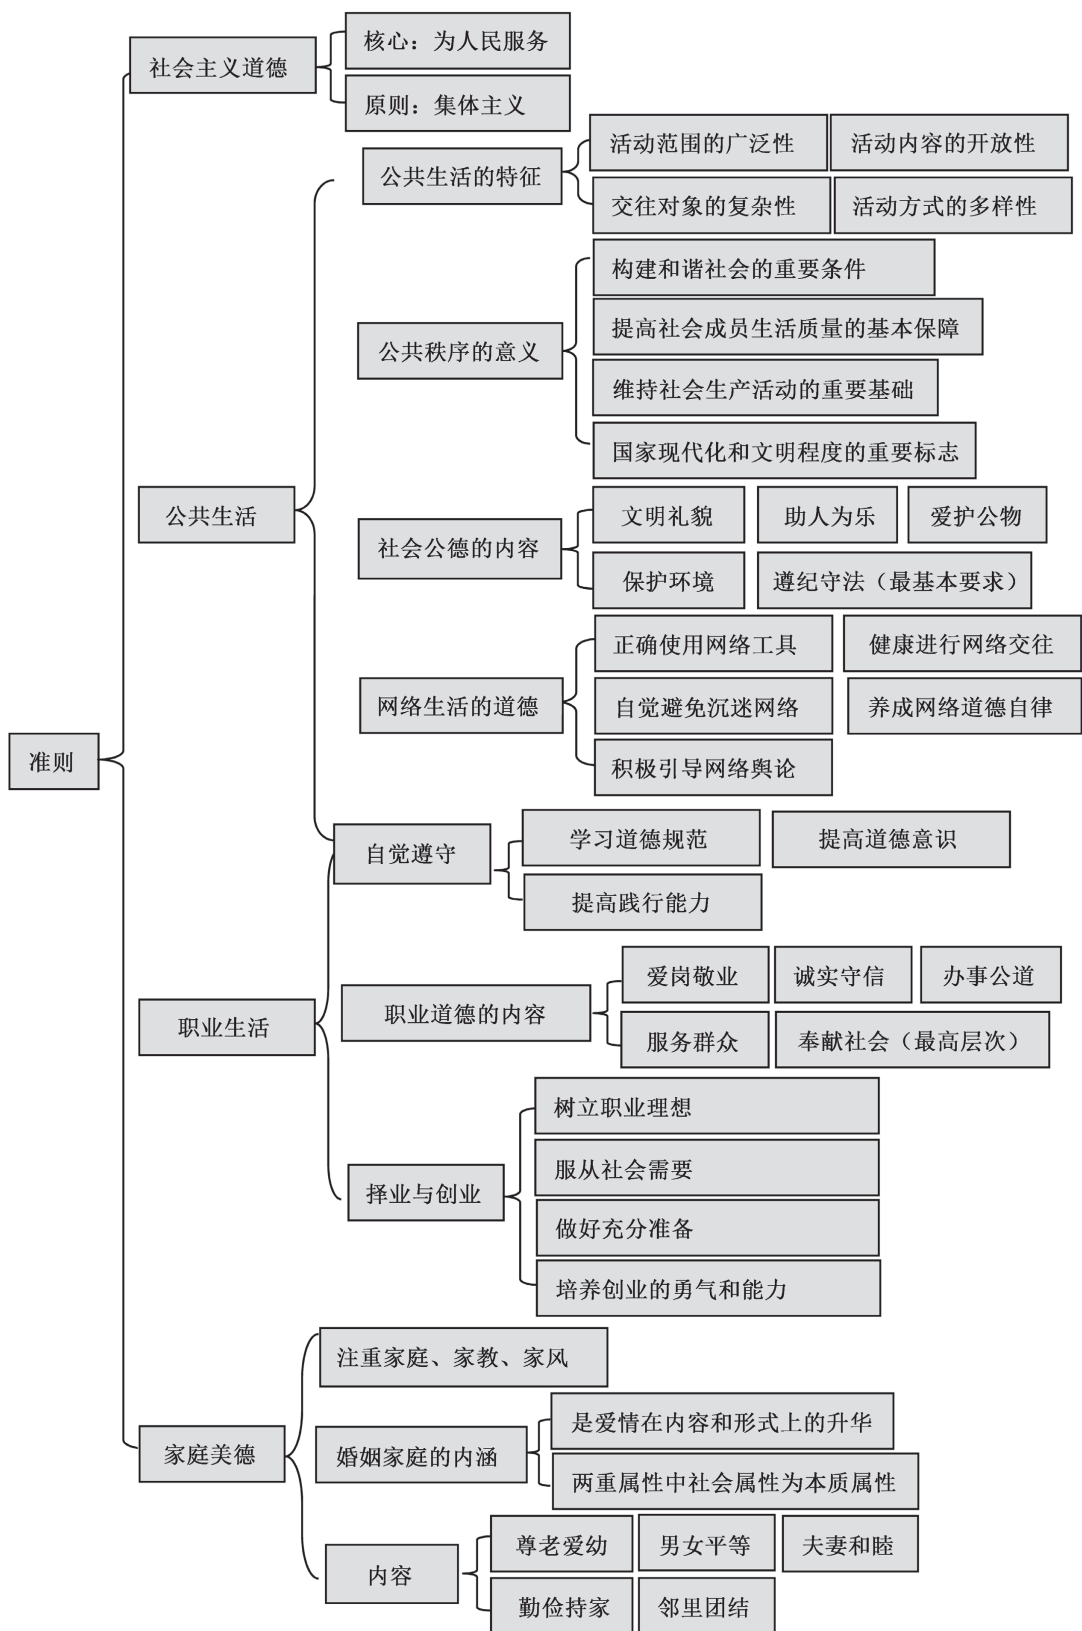 准则
社会主义道德
核心：为人民服务
原则：集体主义
公共生活
公共生活的特征
活动范围的广泛性
活动内容的开放性
交往对象的复杂性
活动方式的多样性
公共秩序的意义
构建和谐社会的重要条件
提高社会成员生活质量的基本保障
维持社会生产活动的重要基础
国家现代化和文明程度的重要标志
社会公德的内容
文明礼貌
助人为乐
爱护公物
保护环境
遵纪守法（最基本要求）
网络生活的道德
正确使用网络工具
健康进行网络交往
自觉避免沉迷网络
养成网络道德自律
积极引导网络舆论
自觉遵守
学习道德规范
提高道德意识
提高践行能力
职业生活
职业道德的内容
爱岗敬业
诚实守信
办事公道
服务群众
奉献社会（最高层次）
择业与创业
树立职业理想
服从社会需要
做好充分准备
培养创业的勇气和能力
家庭美德
注重家庭、家教、家风
婚姻家庭的内涵
是爱情在内容和形式上的升华
两重属性中社会属性为本质属性
内容
尊老爱幼
男女平等
夫妻和睦
勤俭持家
邻里团结